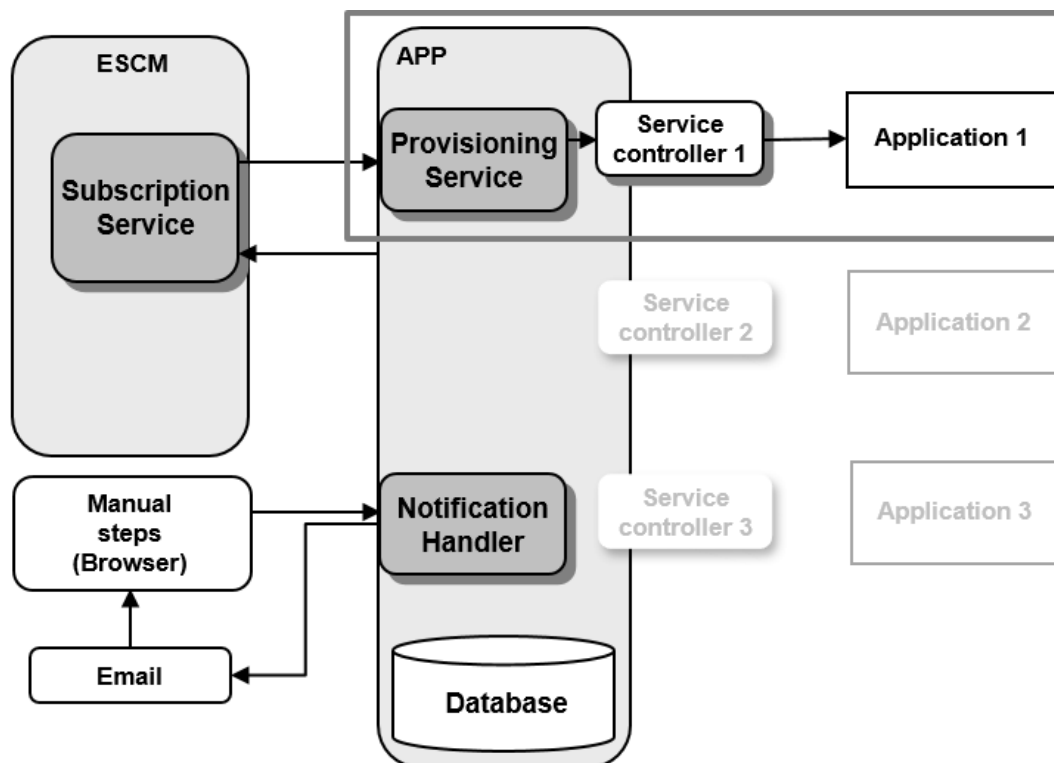 ESCM
APP
Subscription
Service
Provisioning
Service
Service
controller 1
Application 1
Service
controller 2
Application 2
Manual
steps
(Browser)
Notification
Handler
Service
controller 3
Application 3
Email
Database